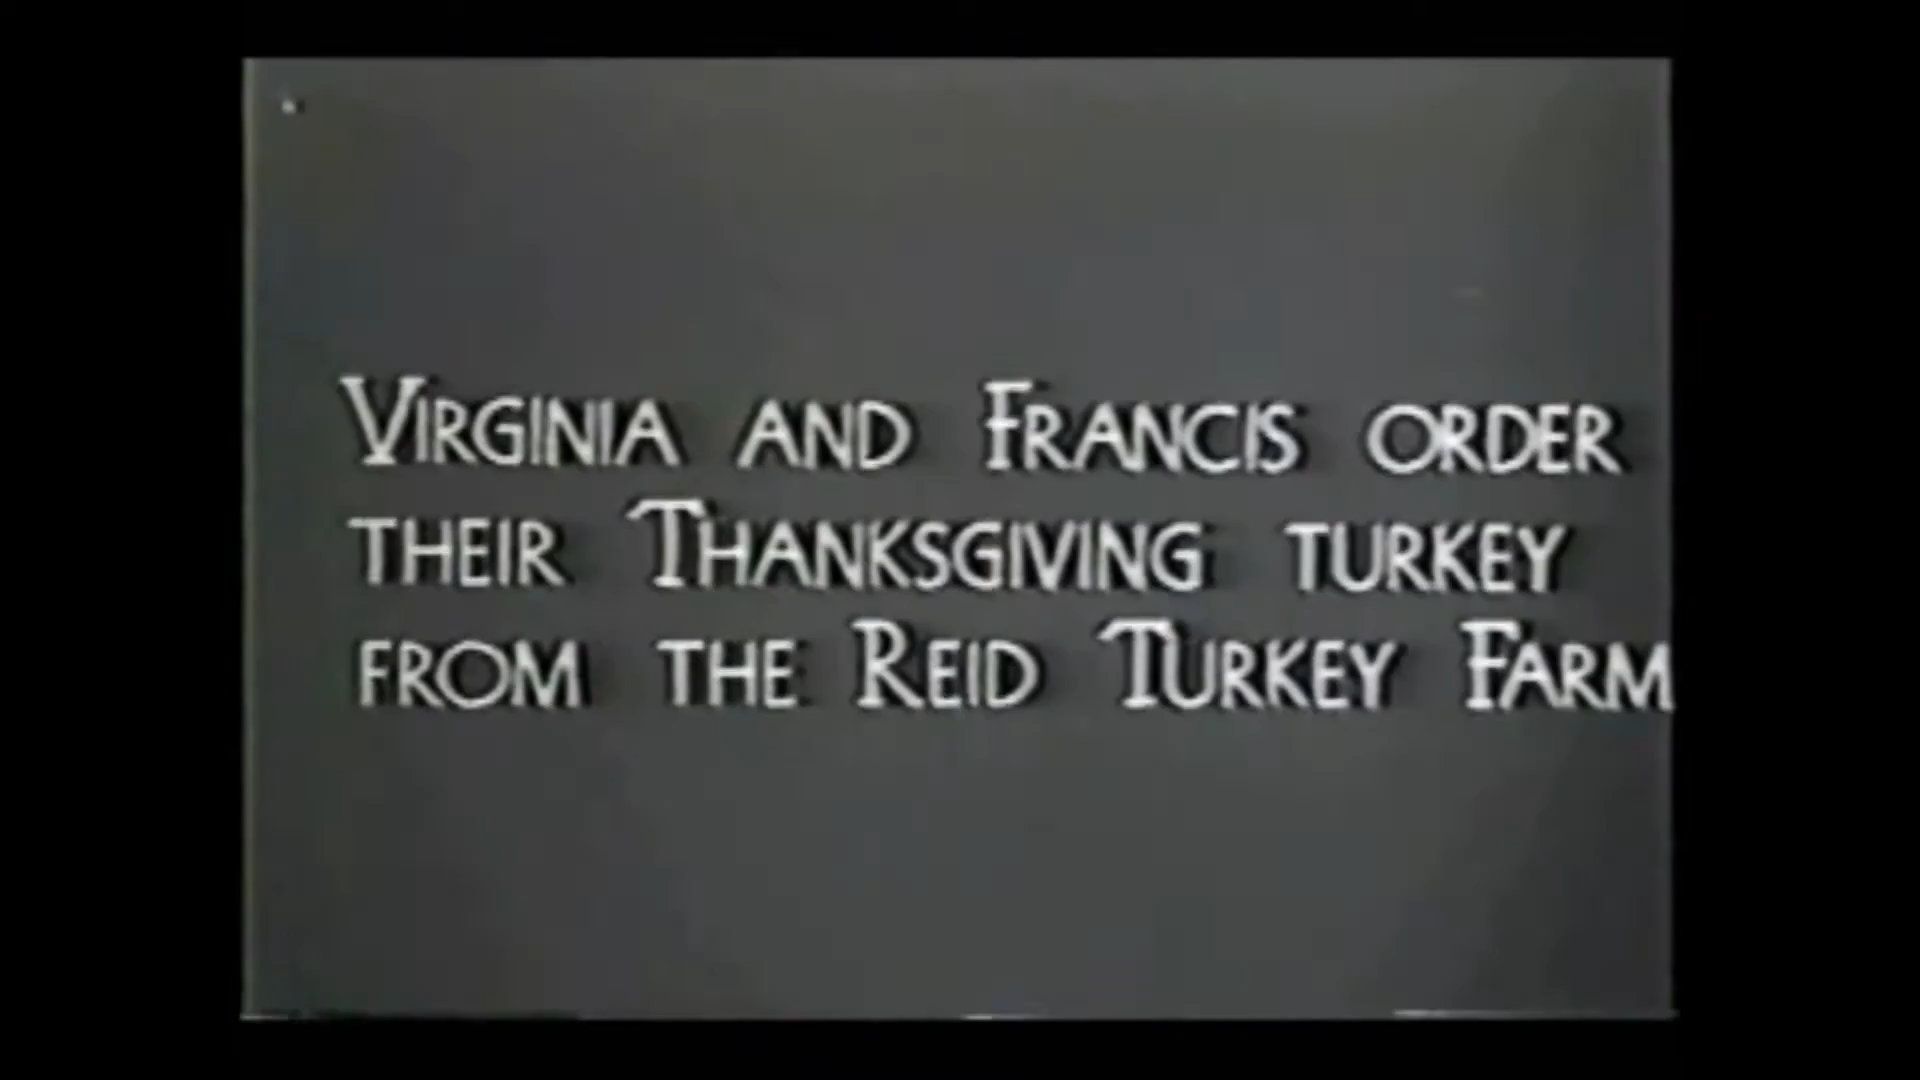 Virginia and Francis order
their Thanksgiving turkey
from the Reid Turkey Farm